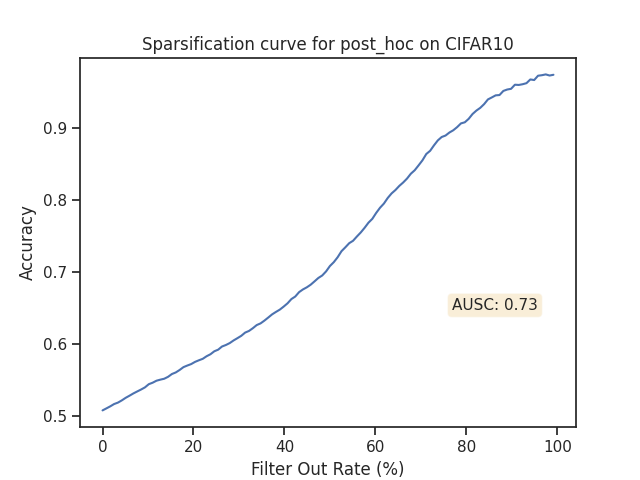 Sparsification curve for post_hoc on CIFAR10
0.9
0.8
0.7
0.6
0.5
Accuracy
AUSC: 0.73
0 20 40 60 80 100
Filter Out Rate (%)